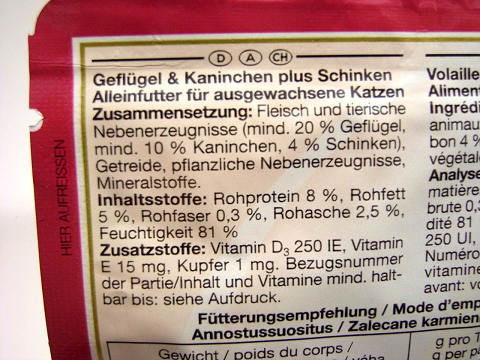 D A CH
Geflügel & Kaninchen plus Schinken
Alleinfutter für ausgewachsene Katzen
Zusammensetzung: Fleisch und tierische
Nebenerzeugnisse (mind. 20 % Geflügel,
mind. 10 % Kaninchen, 4 % Schinken),
Getreide, pflanzliche Nebenerzeugnisse,
Mineralstoffe.
Inhaltsstoffe: Rohprotein 8 %, Rohfett
5 %, Rohfaser 0,3 %, Rohasche 2,5 %,
Feuchtigkeit 81 %
Zusatzstoffe: Vitamin D₃ 250 IE, Vitamin
E 15 mg, Kupfer 1 mg. Bezugsnummer
der Partie/Inhalt und Vitamine mind. halt-
bar bis: siehe Aufdruck.
Volaille
Aliment
Ingrédi
animau
bon 4 %
végétal
Analyse
matière
brute 0,3
dité 81
250 UI,
Numéro
vitamine
avant: v
Fütterungsempfehlung / Mode d'emp
Annostussuositus / Zalecane karmien
Gewicht / poids du corps /
g pro T
g per pä
HIER AUFREISSEN